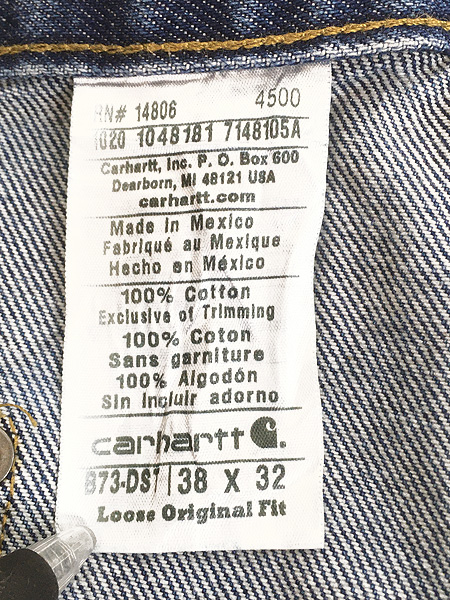 RN# 14806 4500
1020 1048181 7148105A
Carhartt, Inc. P. O. Box 600
Dearborn, MI 48121 USA
carhartt.com
Made in Mexico
Fabriqué au Mexique
Hecho en México
100% Cotton
Exclusive of Trimming
100% Coton
Sans garniture
100% Algodón
Sin incluir adorno
carhartt
B73-DST 38 X 32
Loose Original Fit